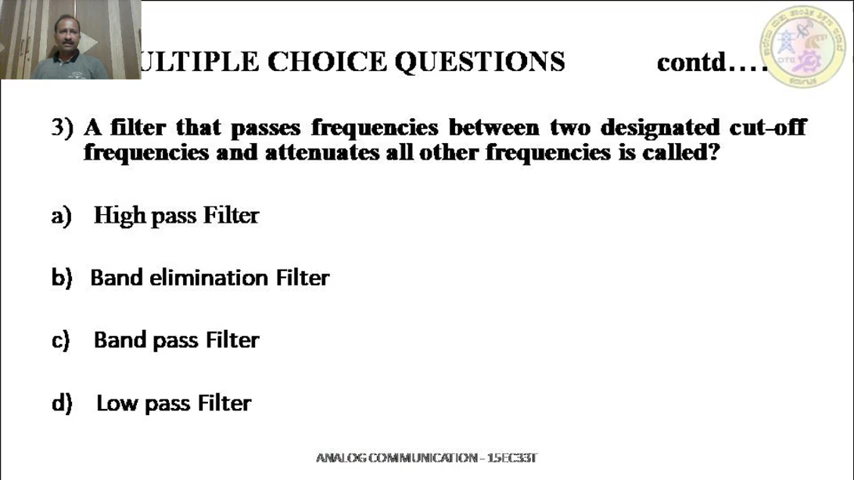 ULTIPLE CHOICE QUESTIONS contd....
3) A filter that passes frequencies between two designated cut-off
frequencies and attenuates all other frequencies is called?
a) High pass Filter
b) Band elimination Filter
c) Band pass Filter
d) Low pass Filter
ANALOG COMMUNICATION - 15EC33T
DTE